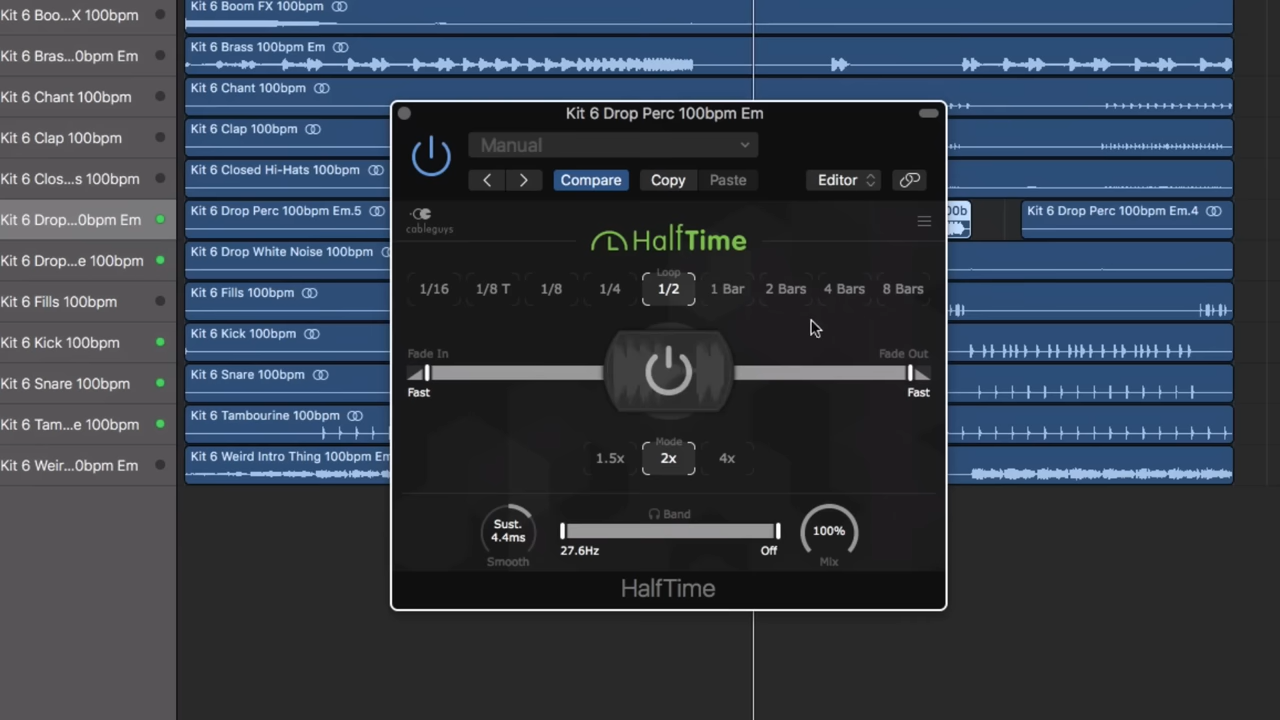 Kit 6 Boo...X 100bpm
Kit 6 Boom FX 100bpm
Kit 6 Bras...0bpm Em
Kit 6 Brass 100bpm Em
Kit 6 Chant 100bpm
Kit 6 Chant 100bpm
Kit 6 Clap 100bpm
Kit 6 Clap 100bpm
Kit 6 Clos...s 100bpm
Kit 6 Closed Hi-Hats 100bpm
Kit 6 Drop...0bpm Em
Kit 6 Drop Perc 100bpm Em.5
00b
Kit 6 Drop Perc 100bpm Em.4
Kit 6 Drop...e 100bpm
Kit 6 Drop White Noise 100bpm
Kit 6 Fills 100bpm
Kit 6 Fills 100bpm
Kit 6 Kick 100bpm
Kit 6 Kick 100bpm
Kit 6 Snare 100bpm
Kit 6 Snare 100bpm
Kit 6 Tam...e 100bpm
Kit 6 Tambourine 100bpm
Kit 6 Weir...0bpm Em
Kit 6 Weird Intro Thing 100bpm Em
Kit 6 Drop Perc 100bpm Em
Manual
Compare Copy Paste Editor
cableguys
HalfTime
Loop
1/16 1/8 T 1/8 1/4 1/2 1 Bar 2 Bars 4 Bars 8 Bars
Fade In Fade Out
Fast Fast
Mode
1.5x 2x 4x
Band
Sust.
4.4ms
100%
27.6Hz Off
Smooth Mix
HalfTime